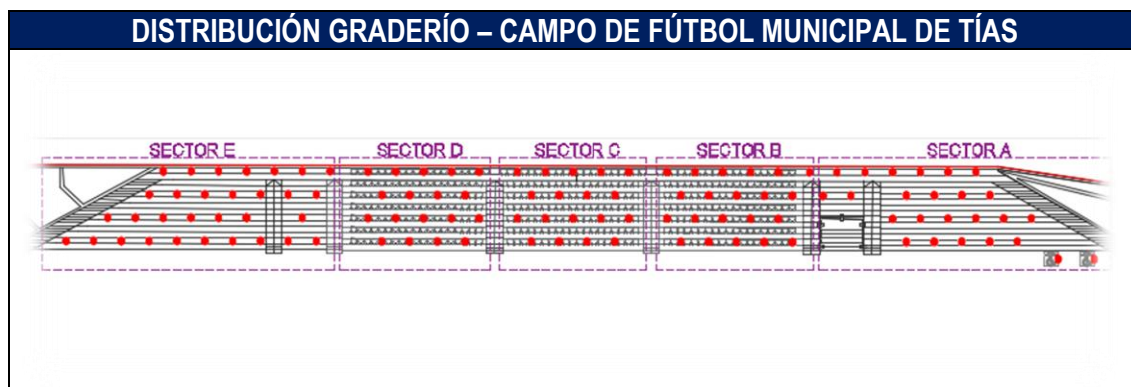 DISTRIBUCIÓN GRADERÍO – CAMPO DE FÚTBOL MUNICIPAL DE TÍAS
SECTOR E SECTOR D SECTOR C SECTOR B SECTOR A